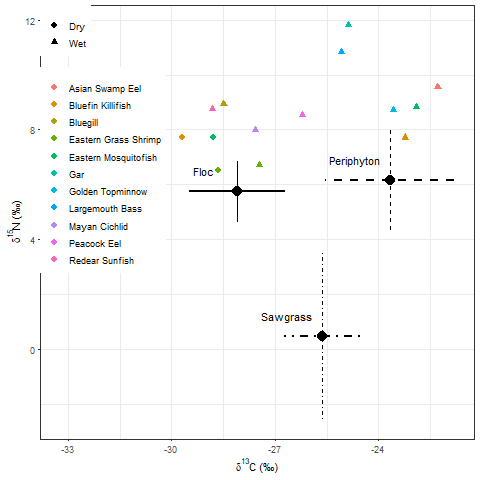 12
8
4
0
δ15N (‰)
Dry
Wet
Asian Swamp Eel
Bluefin Killifish
Bluegill
Eastern Grass Shrimp
Eastern Mosquitofish
Gar
Golden Topminnow
Largemouth Bass
Mayan Cichlid
Peacock Eel
Redear Sunfish
Periphyton
Floc
Sawgrass
-33 -30 -27 -24
δ13C (‰)